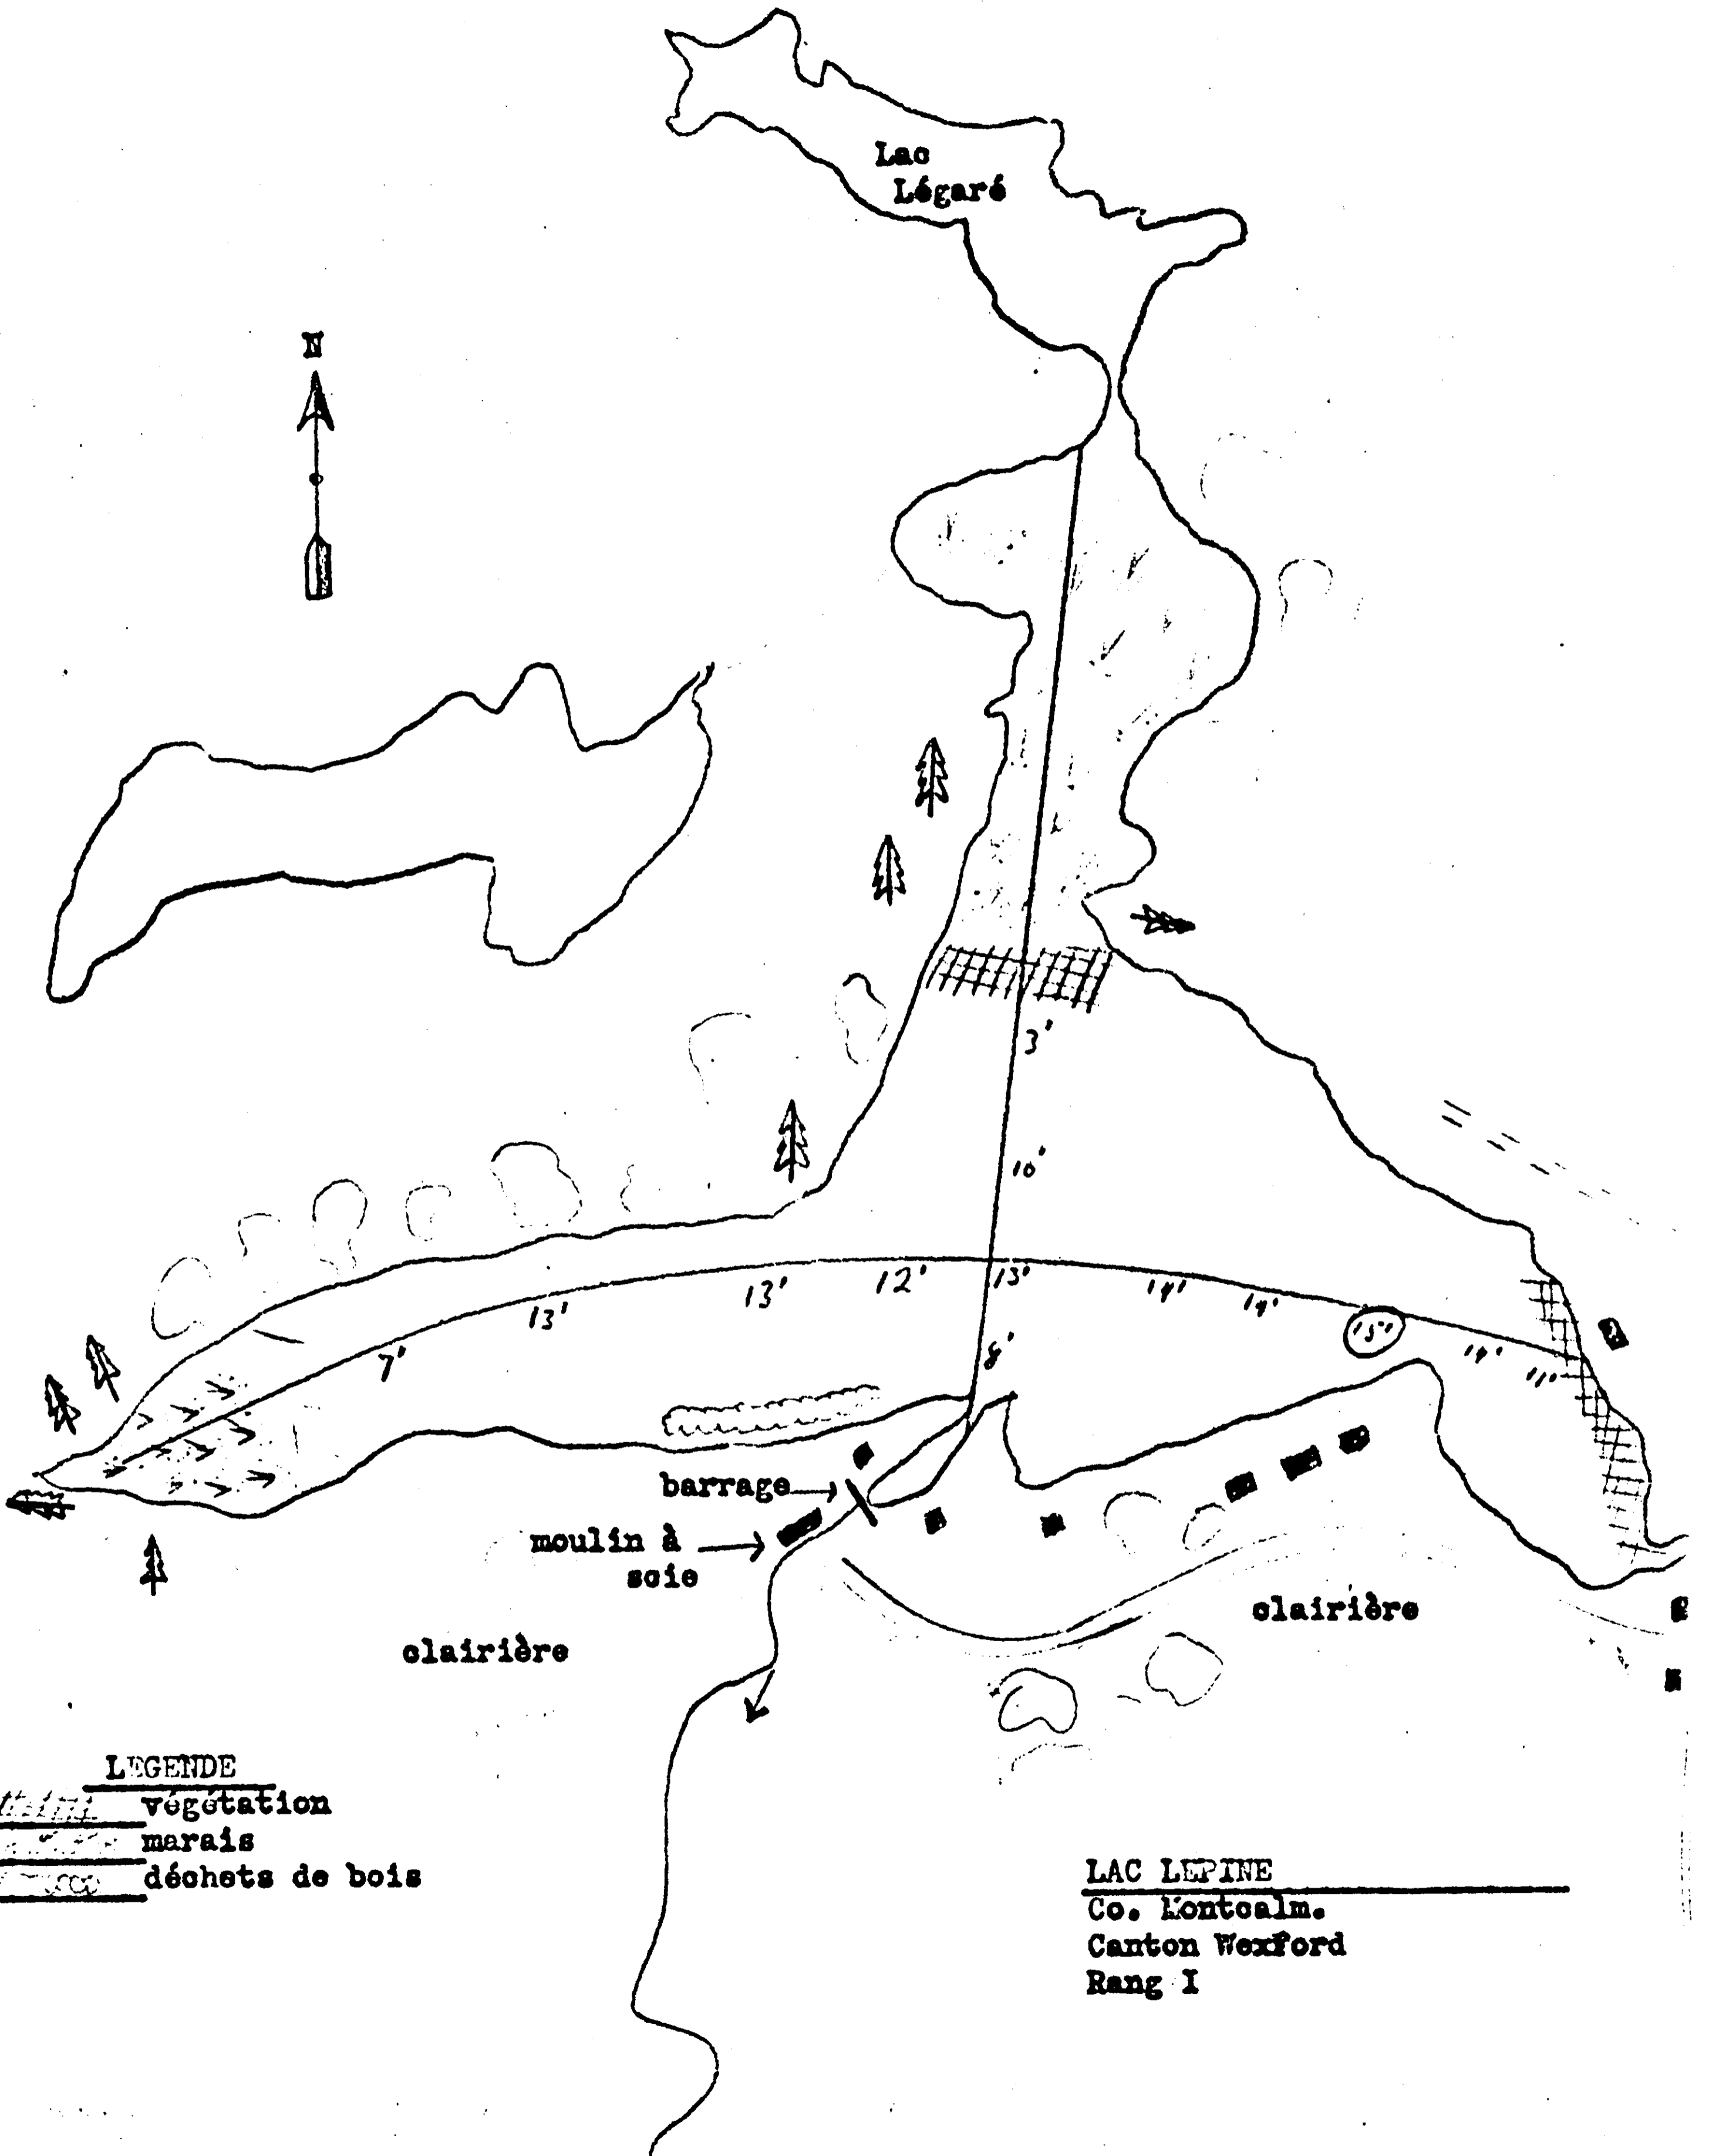 Lac
Légaré
N
3'
10'
13'
12'
13'
14'
14'
13'
15'
7'
8'
14'
11'
barrage
moulin à
scie
clairière
clairière
LEGENDE
végétation
marais
déchets de bois
LAC LEPINE
Co. Montcalm.
Canton Wexford
Rang I